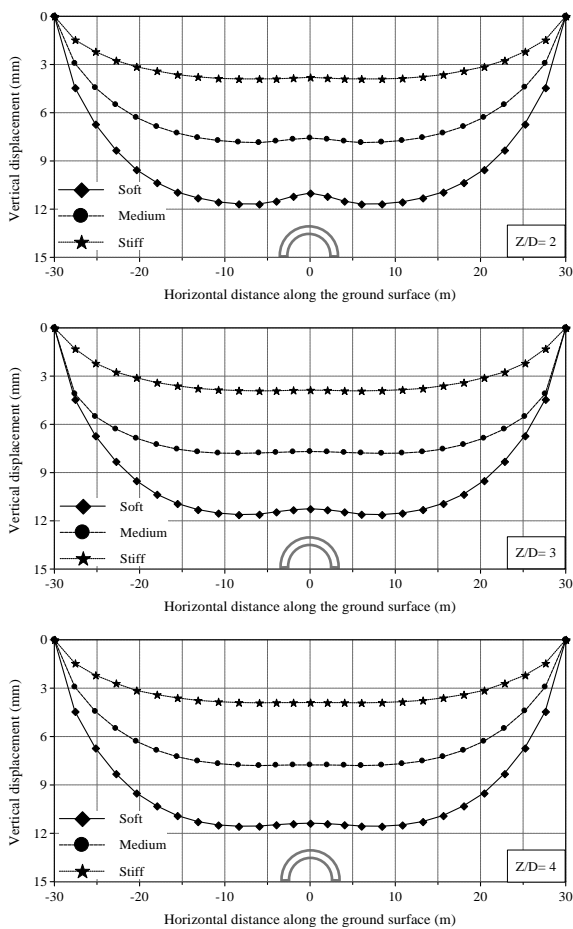 0
3
6
9
12
15
Vertical displacement (mm)
Soft
Medium
Stiff
Z/D= 2
-30 -20 -10 0 10 20 30
Horizontal distance along the ground surface (m)
0
3
6
9
12
15
Vertical displacement (mm)
Soft
Medium
Stiff
Z/D= 3
-30 -20 -10 0 10 20 30
Horizontal distance along the ground surface (m)
0
3
6
9
12
15
Vertical displacement (mm)
Soft
Medium
Stiff
Z/D= 4
-30 -20 -10 0 10 20 30
Horizontal distance along the ground surface (m)